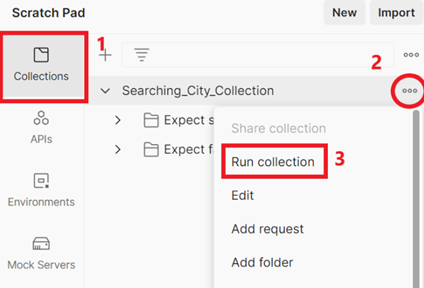 Scratch Pad
New
Import
1
Collections
2
Searching_City_Collection
Expect s
Expect f
APIs
Environments
Mock Servers
Share collection
Run collection
3
Edit
Add request
Add folder